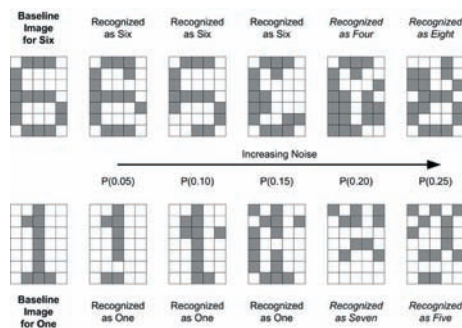 Baseline Image for Six
Recognized as Six
Recognized as Six
Recognized as Six
Recognized as Four
Recognized as Eight
Increasing Noise
P(0.05) P(0.10) P(0.15) P(0.20) P(0.25)
Baseline Image for One
Recognized as One
Recognized as One
Recognized as One
Recognized as Seven
Recognized as Five